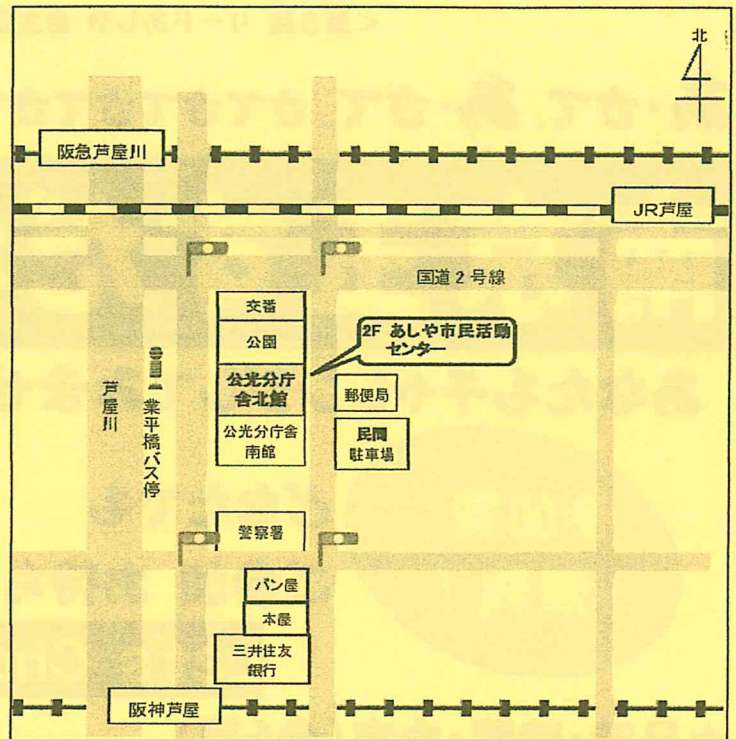 北
阪急芦屋川
JR芦屋
国道2号線
交番
公園
2F あしや市民活動
センター
公光分庁
舎北館
郵便局
公光分庁舎
南館
民間
駐車場
芦屋川
業平橋バス停
警察署
パン屋
本屋
三井住友
銀行
阪神芦屋